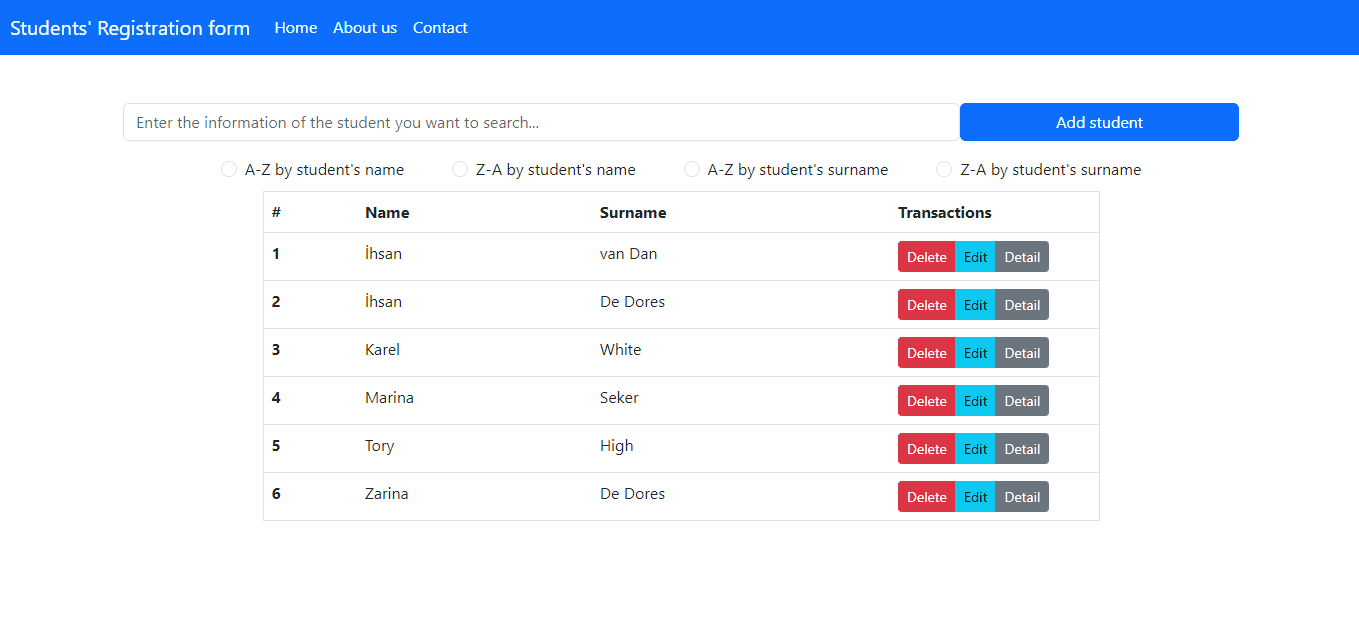 Students' Registration form Home About us Contact
Enter the information of the student you want to search... Add student
A-Z by student's name Z-A by student's name A-Z by student's surname Z-A by student's surname
# Name Surname Transactions
1 İhsan van Dan Delete Edit Detail
2 İhsan De Dores Delete Edit Detail
3 Karel White Delete Edit Detail
4 Marina Seker Delete Edit Detail
5 Tory High Delete Edit Detail
6 Zarina De Dores Delete Edit Detail